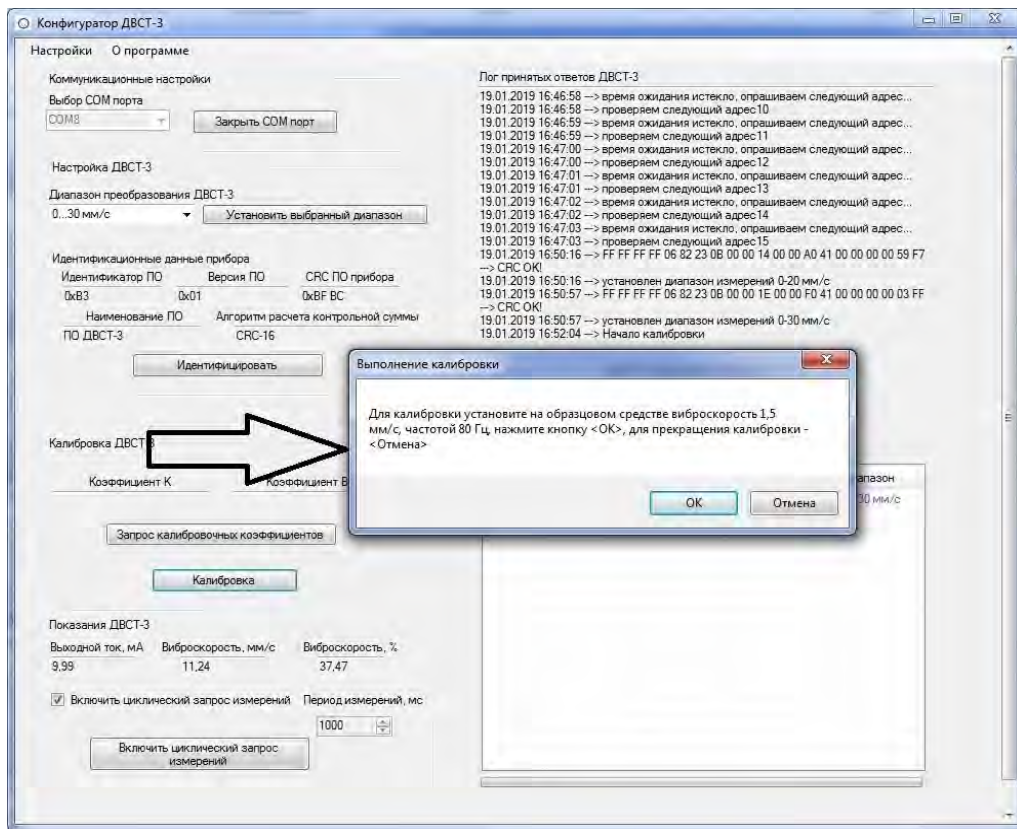 Конфигуратор ДВСТ-3
Настройки О программе
Коммуникационные настройки
Выбор COM порта
COM8
Закрыть COM порт
Настройка ДВСТ-3
Диапазон преобразования ДВСТ-3
0...30 мм/с
Установить выбранный диапазон
Идентификационные данные прибора
Идентификатор ПО Версия ПО CRC ПО прибора
0xB3 0x01 0xBF BC
Наименование ПО Алгоритм расчета контрольной суммы
ПО ДВСТ-3 CRC-16
Идентифицировать
Калибровка ДВСТ-3
Коэффициент K Коэффициент B
Запрос калибровочных коэффициентов
Калибровка
Показания ДВСТ-3
Выходной ток, мА Виброскорость, мм/с Виброскорость, %
9,99 11,24 37,47
Включить циклический запрос измерений Период измерений, мс
1000
Включить циклический запрос
измерений
Лог принятых ответов ДВСТ-3
19.01.2019 16:46:58 --> время ожидания истекло, опрашиваем следующий адрес...
19.01.2019 16:46:58 --> проверяем следующий адрес10
19.01.2019 16:46:59 --> время ожидания истекло, опрашиваем следующий адрес...
19.01.2019 16:46:59 --> проверяем следующий адрес11
19.01.2019 16:47:00 --> время ожидания истекло, опрашиваем следующий адрес...
19.01.2019 16:47:00 --> проверяем следующий адрес12
19.01.2019 16:47:01 --> время ожидания истекло, опрашиваем следующий адрес...
19.01.2019 16:47:01 --> проверяем следующий адрес13
19.01.2019 16:47:02 --> время ожидания истекло, опрашиваем следующий адрес...
19.01.2019 16:47:02 --> проверяем следующий адрес14
19.01.2019 16:47:03 --> время ожидания истекло, опрашиваем следующий адрес...
19.01.2019 16:47:03 --> проверяем следующий адрес15
19.01.2019 16:50:16 --> FF FF FF FF 06 82 23 0B 00 00 14 00 00 A0 41 00 00 00 00 59 F7
--> CRC OK!
19.01.2019 16:50:16 --> установлен диапазон измерений 0-20 мм/с
19.01.2019 16:50:57 --> FF FF FF FF 06 82 23 0B 00 00 1E 00 00 F0 41 00 00 00 00 03 FF
--> CRC OK!
19.01.2019 16:50:57 --> установлен диапазон измерений 0-30 мм/с
19.01.2019 16:52:04 --> Начало калибровки
Выполнение калибровки
Для калибровки установите на образцовом средстве виброскорость 1,5
мм/с, частотой 80 Гц, нажмите кнопку <ОК>, для прекращения калибровки -
<Отмена>
ОК Отмена
апазон
30 мм/с